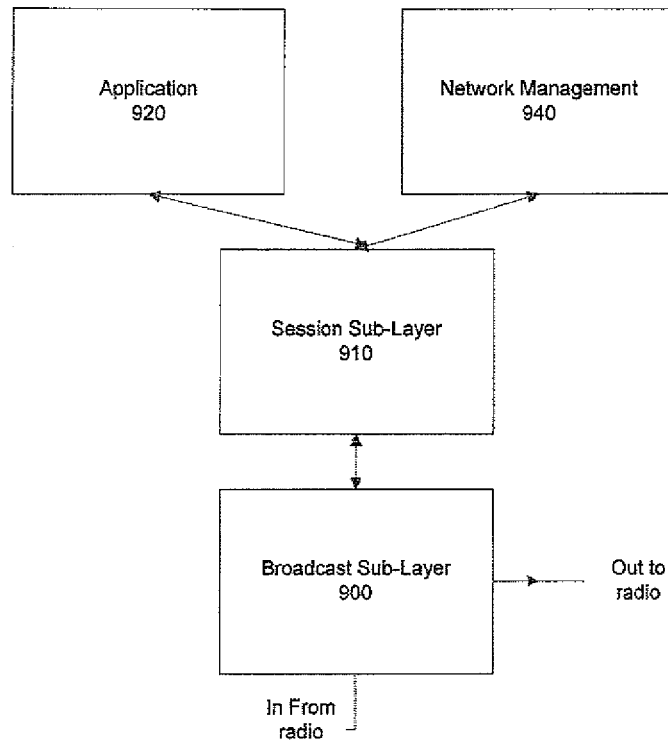 Application
920
Network Management
940
Session Sub-Layer
910
Broadcast Sub-Layer
900
Out to
radio
In From
radio